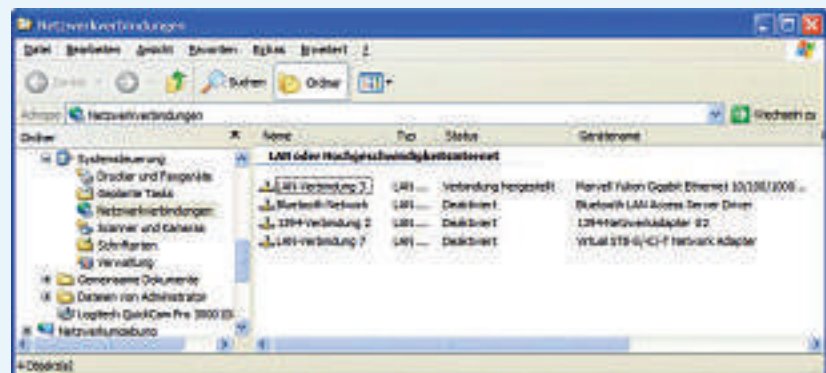 Netzwerkverbindungen
Datei Bearbeiten Ansicht Favoriten Extras Erweitert ?
Zurück Suchen Ordner
Adresse Netzwerkverbindungen Wechseln zu
Ordner Name Typ Status Gerätename
Systemsteuerung
Drucker und Faxgeräte
Geplante Tasks
Netzwerkverbindungen
Scanner und Kameras
Schriftarten
Verwaltung
Gemeinsame Dokumente
Dateien von Administrator
Logitech QuickCam Pro 3000
Netzwerkumgebung
LAN oder Hochgeschwindigkeitsinternet
LAN-Verbindung 3 LAN ... Verbindung hergestellt Marvell Yukon Gigabit Ethernet 10/100/1000 ...
Bluetooth Network LAN ... Deaktiviert Bluetooth LAN Access Server Driver
1394-Verbindung 2 LAN ... Deaktiviert 1394-Netzwerkadapter #2
LAN-Verbindung 7 LAN ... Deaktiviert Network Adapter
4 Objekt(e)